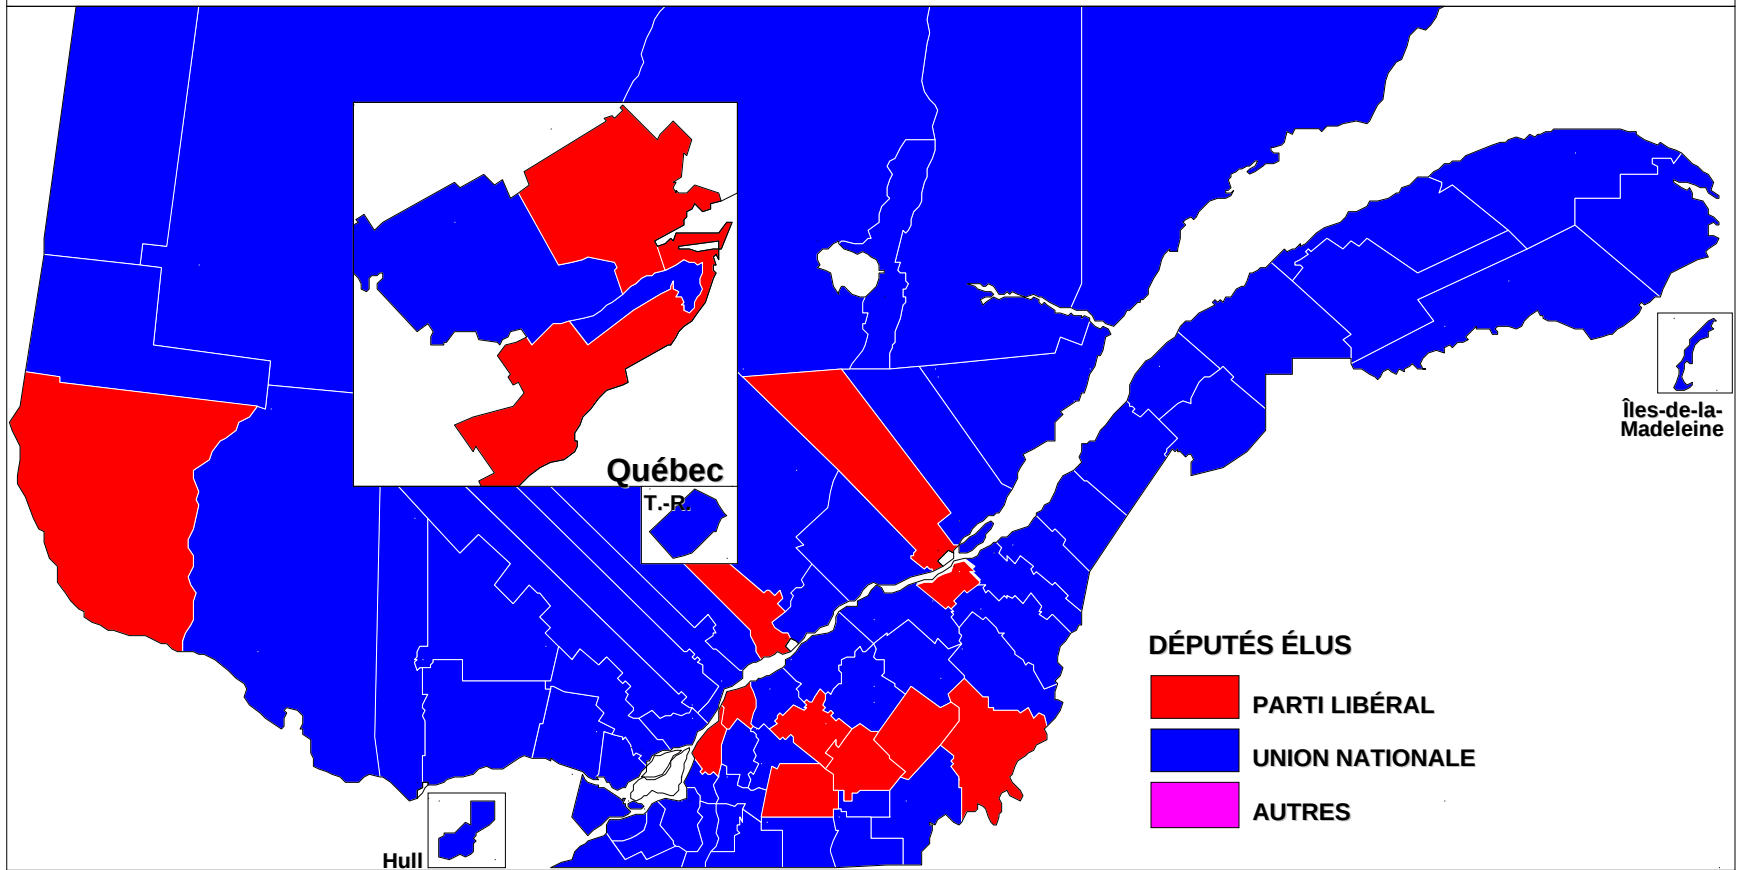 Îles-de-la-
Madeleine
Québec
T.-R.
DÉPUTÉS ÉLUS
PARTI LIBÉRAL
UNION NATIONALE
AUTRES
Hull